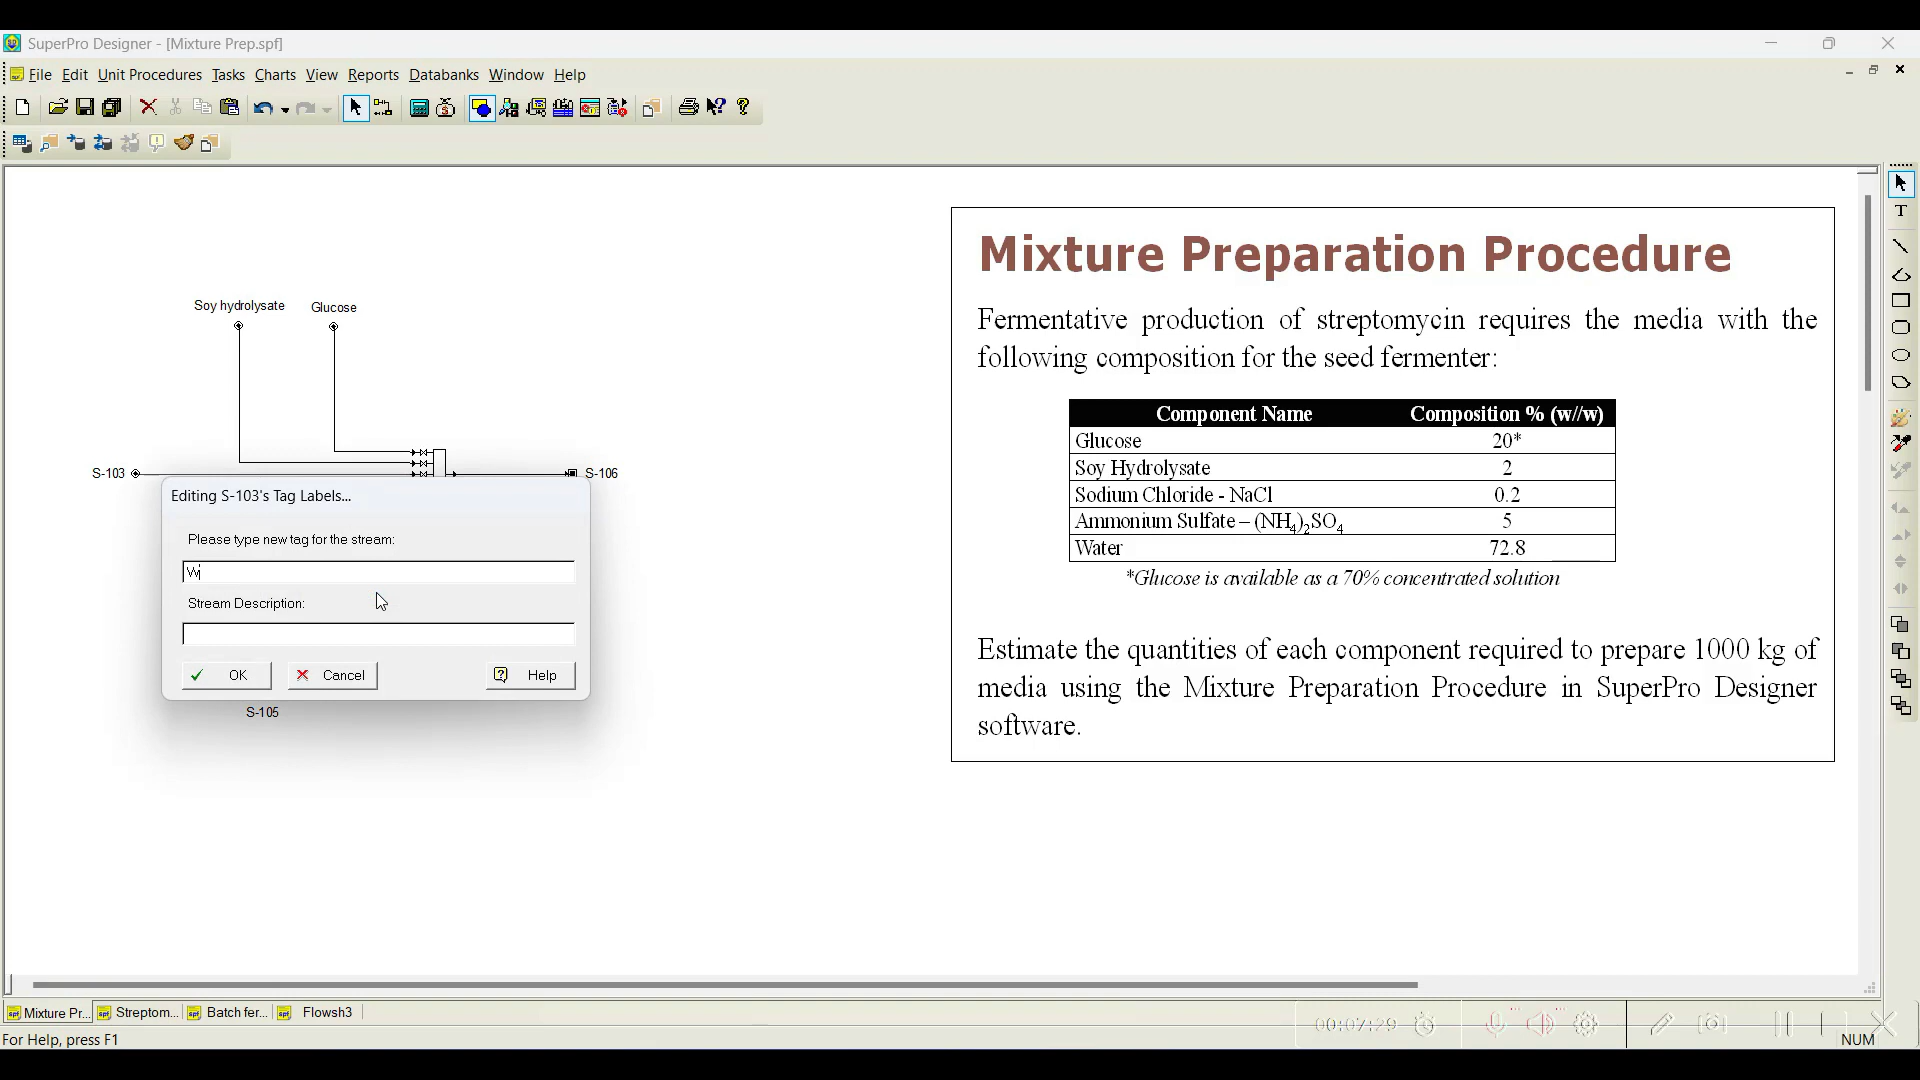 SuperPro Designer - [Mixture Prep.spf]
File Edit Unit Procedures Tasks Charts View Reports Databanks Window Help
Soy hydrolysate Glucose
S-103
S-106
Editing S-103's Tag Labels...
Please type new tag for the stream:
Stream Description:
OK Cancel Help
S-105
Mixture Preparation Procedure
Fermentative production of streptomycin requires the media with the
following composition for the seed fermenter:
Component Name Composition % (w//w)
Glucose 20*
Soy Hydrolysate 2
Sodium Chloride - NaCl 0.2
Ammonium Sulfate – (NH4)2SO4 5
Water 72.8
*Glucose is available as a 70% concentrated solution
Estimate the quantities of each component required to prepare 1000 kg of
media using the Mixture Preparation Procedure in SuperPro Designer
software.
T
Mixture Pr... Streptom... Batch fer... Flowsh3
00:07:29
For Help, press F1
NUM